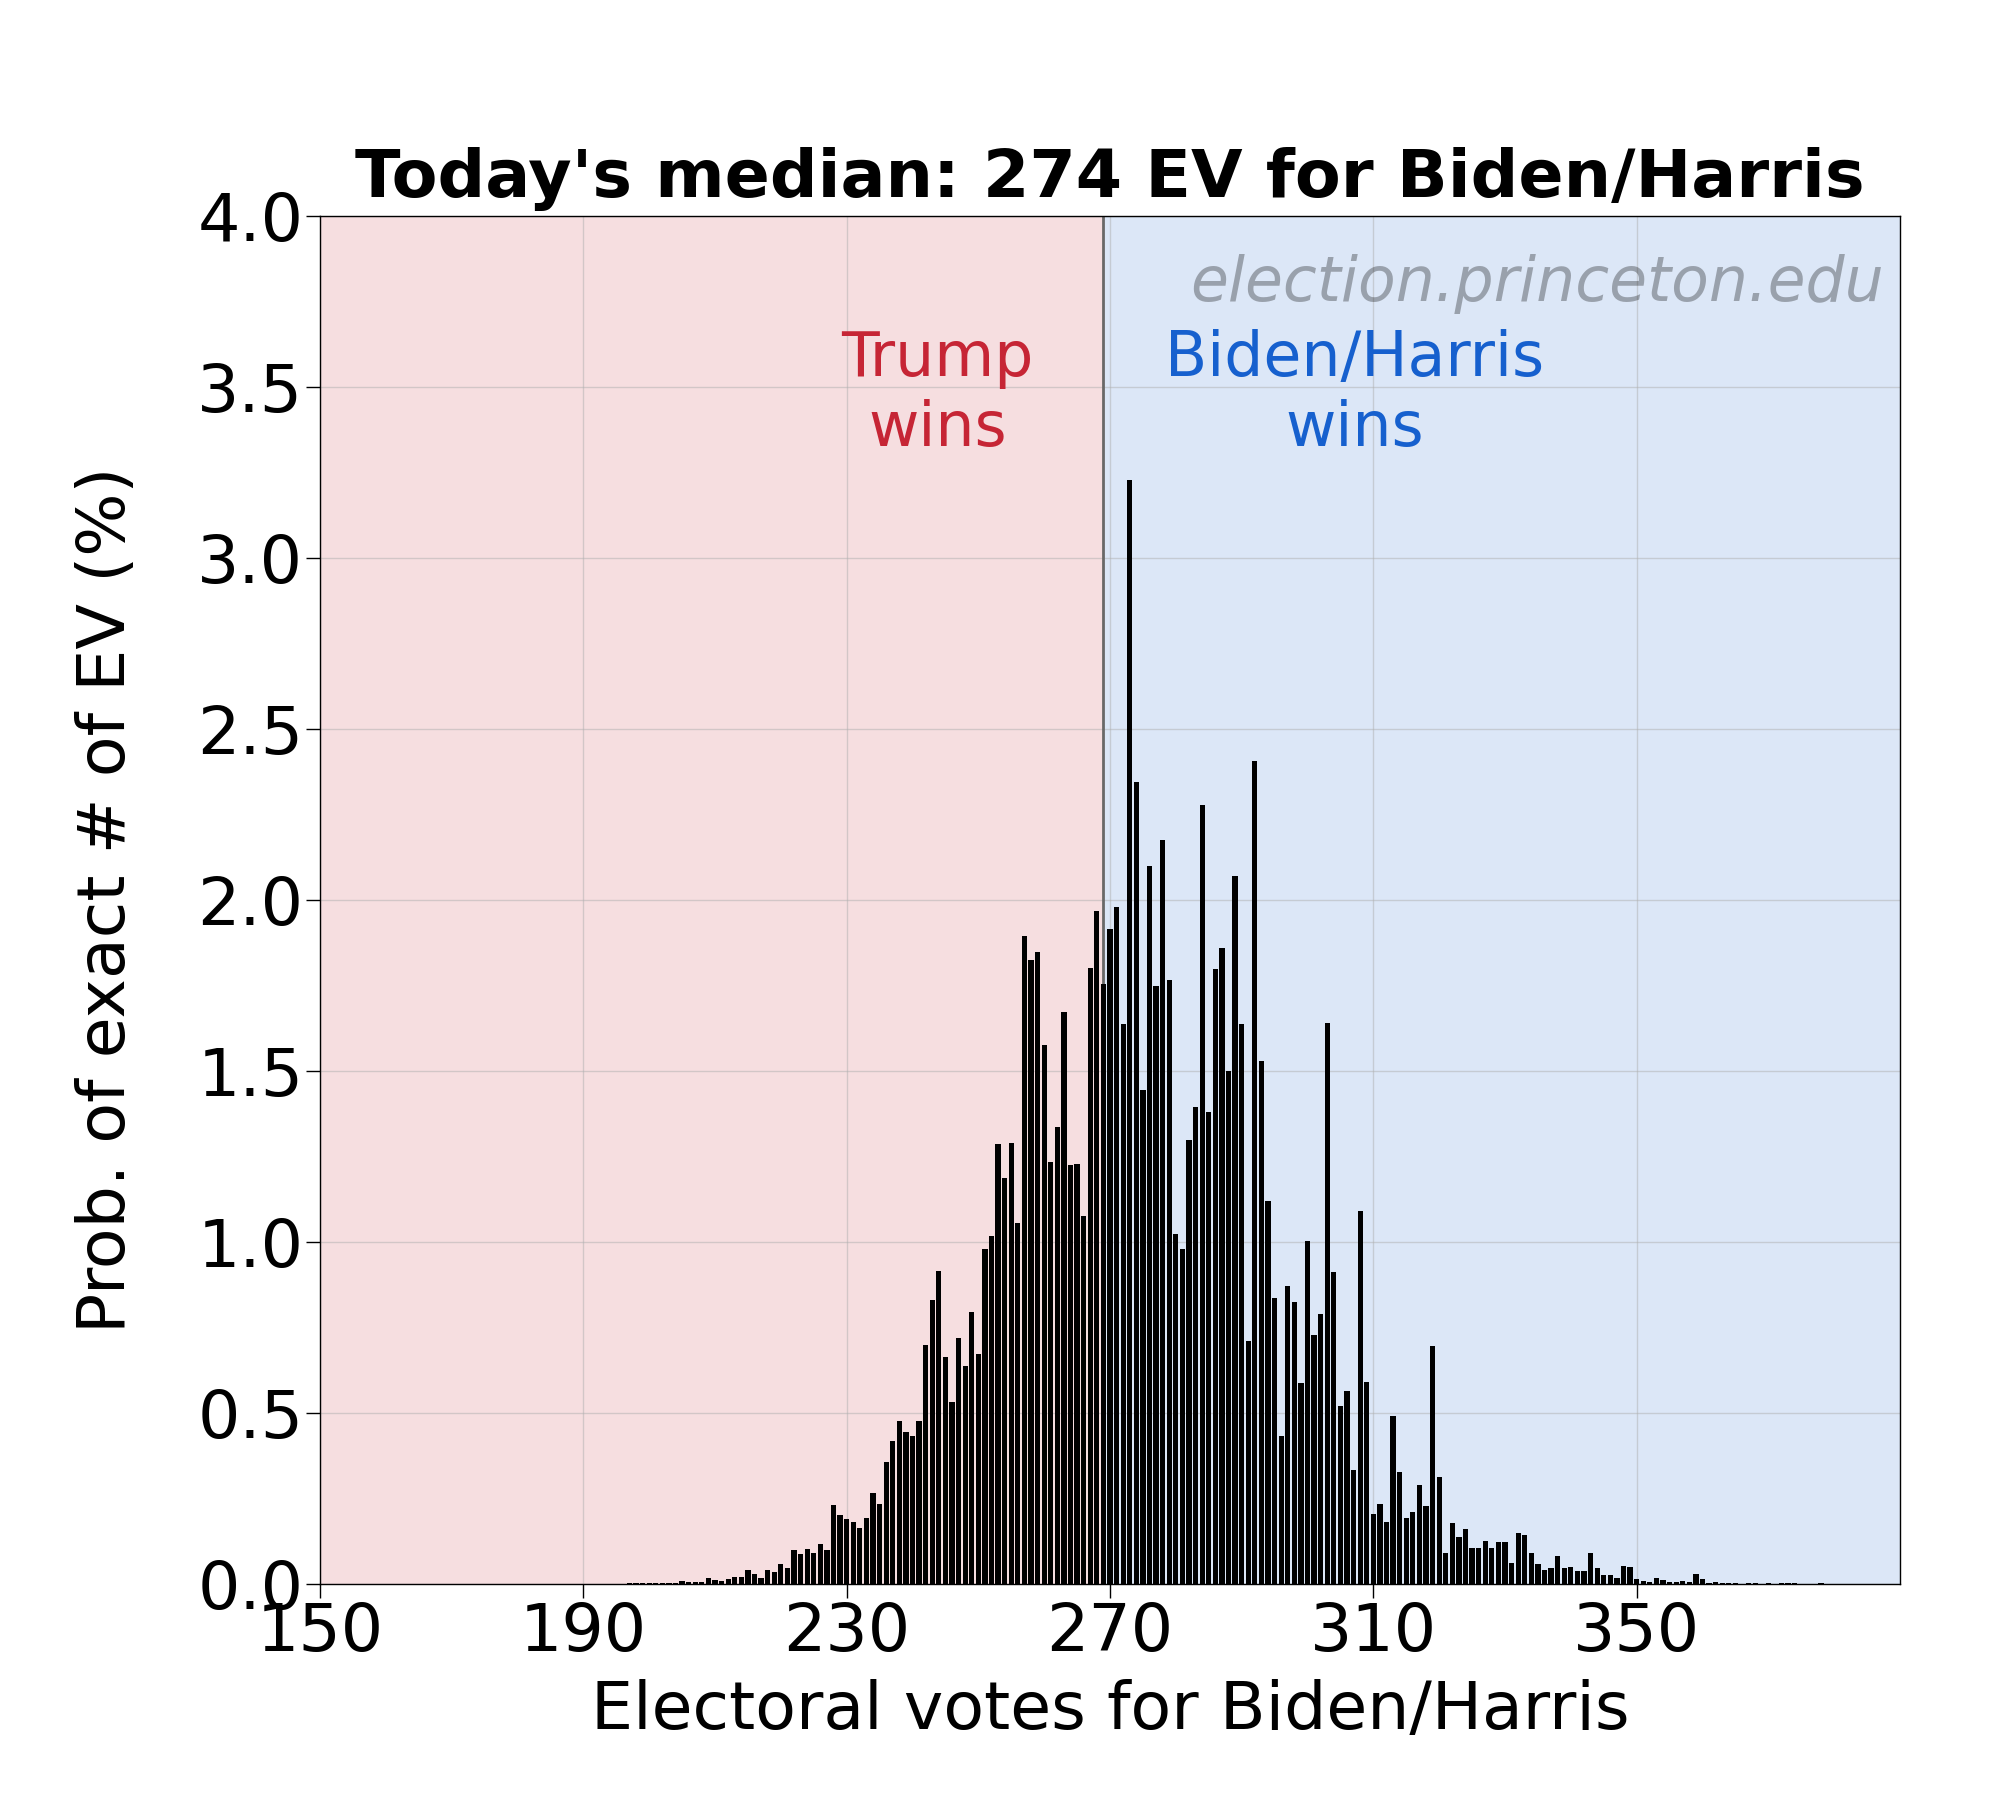 Today's median: 274 EV for Biden/Harris
4.0
election.princeton.edu
Trump
wins
Biden/Harris
wins
3.5
3.0
2.5
2.0
1.5
1.0
0.5
0.0
Prob. of exact # of EV (%)
150 190 230 270 310 350
Electoral votes for Biden/Harris